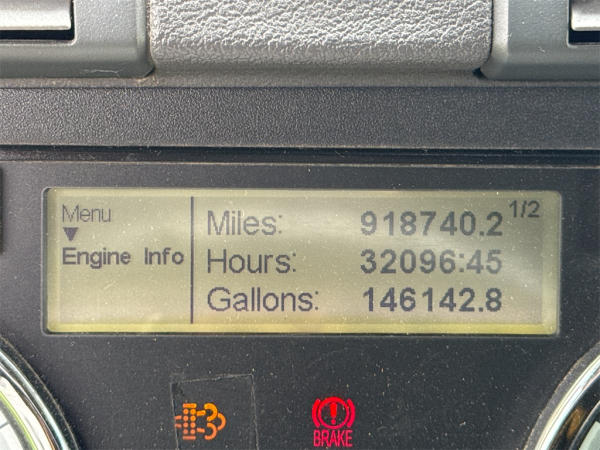 Menu
▼
Engine Info
1/2
Miles: 918740.2
Hours: 32096:45
Gallons: 146142.8
BRAKE